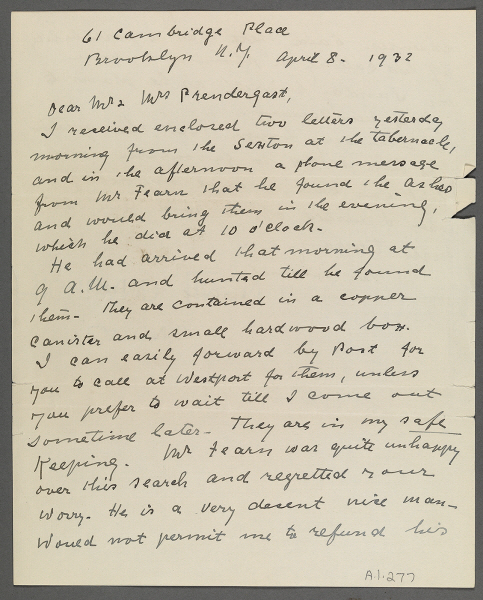 61 Cambridge Place
Brooklyn N.Y. April 8 - 1932
Dear Mr & Mrs Prendergast,
I received enclosed two letters yesterday
morning from the Sexton at the tabernacle,
and in the afternoon a phone message
from Mr. Fearn that he found the ashes
and would bring them in the evening,
which he did at 10 o'clock.
He had arrived that morning at
9 A.M. and hunted till he found
them. They are contained in a copper
canister and small hardwood box.
I can easily forward by Post for
you to call at Westport for them, unless
you prefer to wait till I come out
sometime later. They are in my safe
Keeping. Mr Fearn was quite unhappy
over this search and regretted your
worry. He is a very decent nice man-
would not permit me to refund his
A.1.277